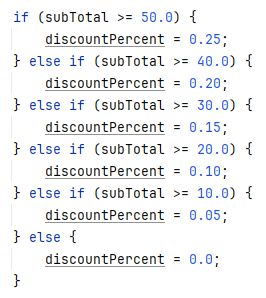 if (subTotal >= 50.0) {
    discountPercent = 0.25;
} else if (subTotal >= 40.0) {
    discountPercent = 0.20;
} else if (subTotal >= 30.0) {
    discountPercent = 0.15;
} else if (subTotal >= 20.0) {
    discountPercent = 0.10;
} else if (subTotal >= 10.0) {
    discountPercent = 0.05;
} else {
    discountPercent = 0.0;
}